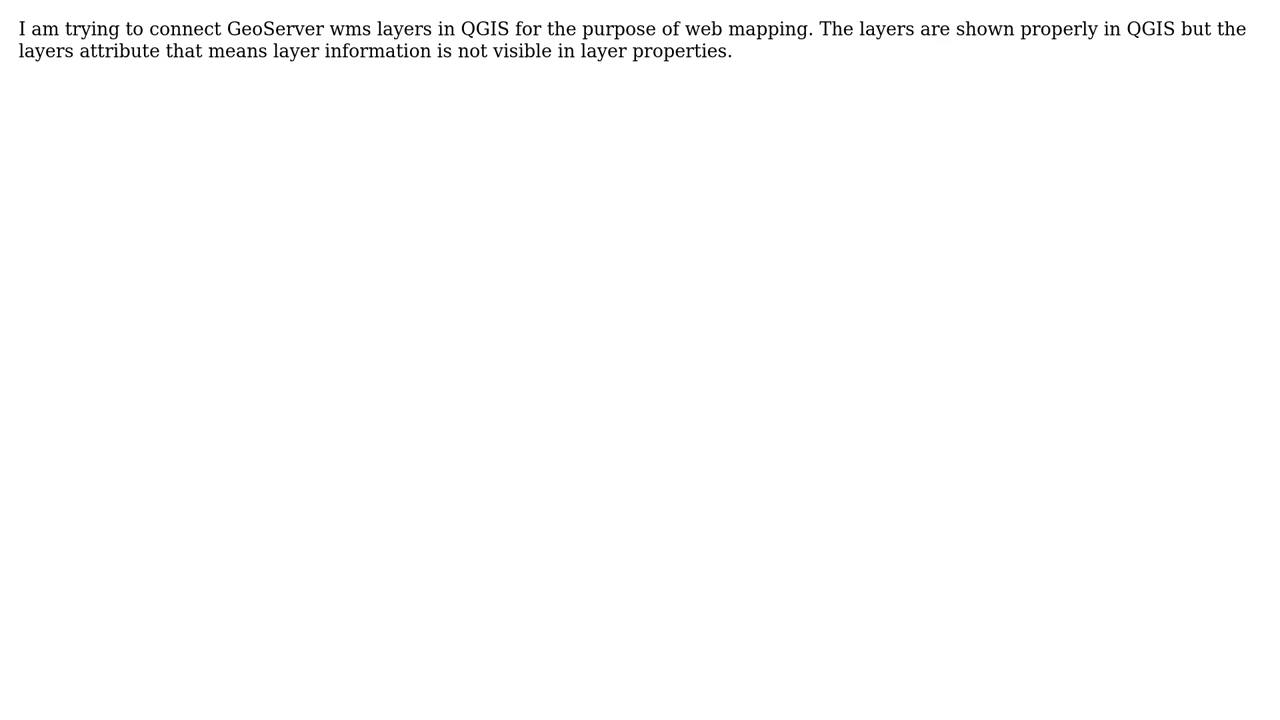 I am trying to connect GeoServer wms layers in QGIS for the purpose of web mapping. The layers are shown properly in QGIS but the
layers attribute that means layer information is not visible in layer properties.